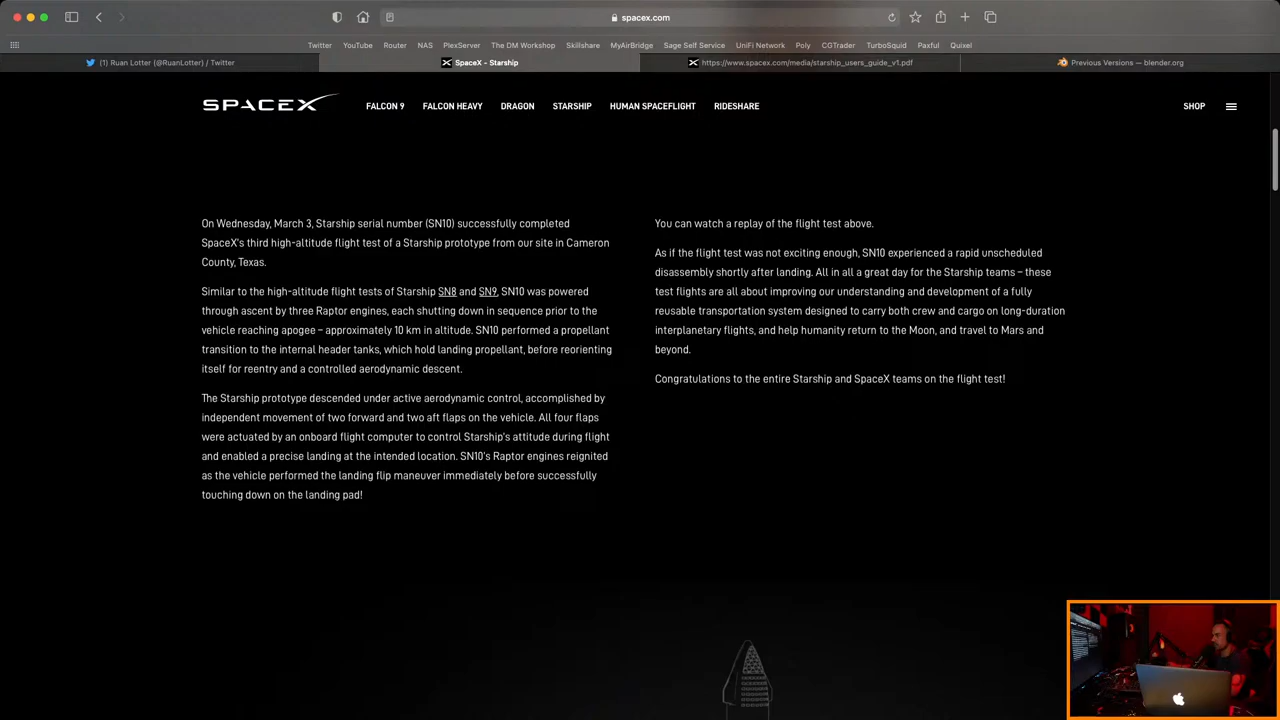 spacex.com
Twitter YouTube Router NAS PlexServer The DM Workshop Skillshare MyAirBridge Sage Self Service UniFi Network Poly CGTrader TurboSquid Paxful Quixel
(1) Ruan Lotter (@RuanLotter) / Twitter
SpaceX - Starship
https://www.spacex.com/media/starship_users_guide_v1.pdf
Previous Versions — blender.org
SPACEX FALCON 9 FALCON HEAVY DRAGON STARSHIP HUMAN SPACEFLIGHT RIDESHARE SHOP
On Wednesday, March 3, Starship serial number (SN10) successfully completed
SpaceX's third high-altitude flight test of a Starship prototype from our site in Cameron
County, Texas.
Similar to the high-altitude flight tests of Starship SN8 and SN9, SN10 was powered
through ascent by three Raptor engines, each shutting down in sequence prior to the
vehicle reaching apogee – approximately 10 km in altitude. SN10 performed a propellant
transition to the internal header tanks, which hold landing propellant, before reorienting
itself for reentry and a controlled aerodynamic descent.
The Starship prototype descended under active aerodynamic control, accomplished by
independent movement of two forward and two aft flaps on the vehicle. All four flaps
were actuated by an onboard flight computer to control Starship's attitude during flight
and enabled a precise landing at the intended location. SN10's Raptor engines reignited
as the vehicle performed the landing flip maneuver immediately before successfully
touching down on the landing pad!
You can watch a replay of the flight test above.
As if the flight test was not exciting enough, SN10 experienced a rapid unscheduled
disassembly shortly after landing. All in all a great day for the Starship teams – these
test flights are all about improving our understanding and development of a fully
reusable transportation system designed to carry both crew and cargo on long-duration
interplanetary flights, and help humanity return to the Moon, and travel to Mars and
beyond.
Congratulations to the entire Starship and SpaceX teams on the flight test!